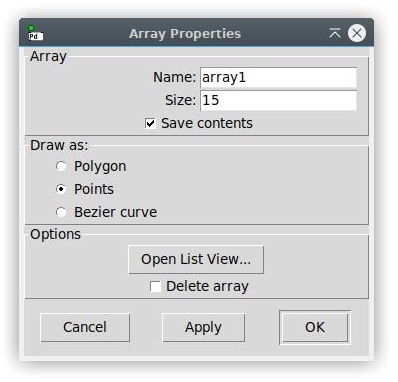 Pd
Array Properties
Array
Name: array1
Size: 15
Save contents
Draw as:
Polygon
Points
Bezier curve
Options
Open List View...
Delete array
Cancel Apply OK